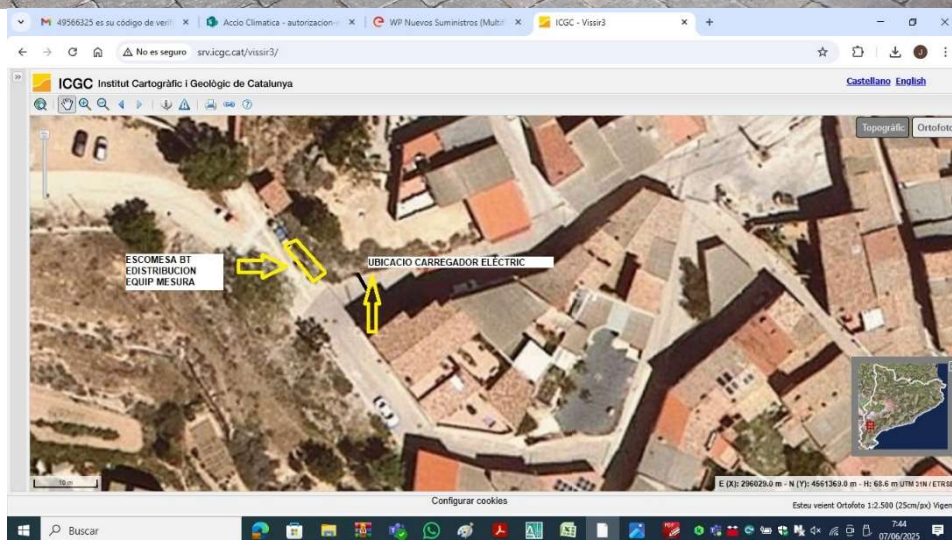 49566325 es su código de veri
Accio Climatica - autorizacion
WP Nuevos Suministros (Multi
ICGC - Vissir3
No es seguro srv.icgc.cat/vissir3/
ICGC Institut Cartogràfic i Geològic de Catalunya
Castellano English
Topogràfic Ortofoto
ESCOMESA BT
EDISTRIBUCION
EQUIP MESURA
UBICACIO CARREGADOR ELÈCTRIC
10 m
E (X): 296029.0 m - N (Y): 4561369.0 m - H: 68.6 m UTM 31N / ETRS8
Configurar cookies
Esteu veient Ortofoto 1:2.500 (25cm/px) Vigen
Buscar
7:44
07/06/2025